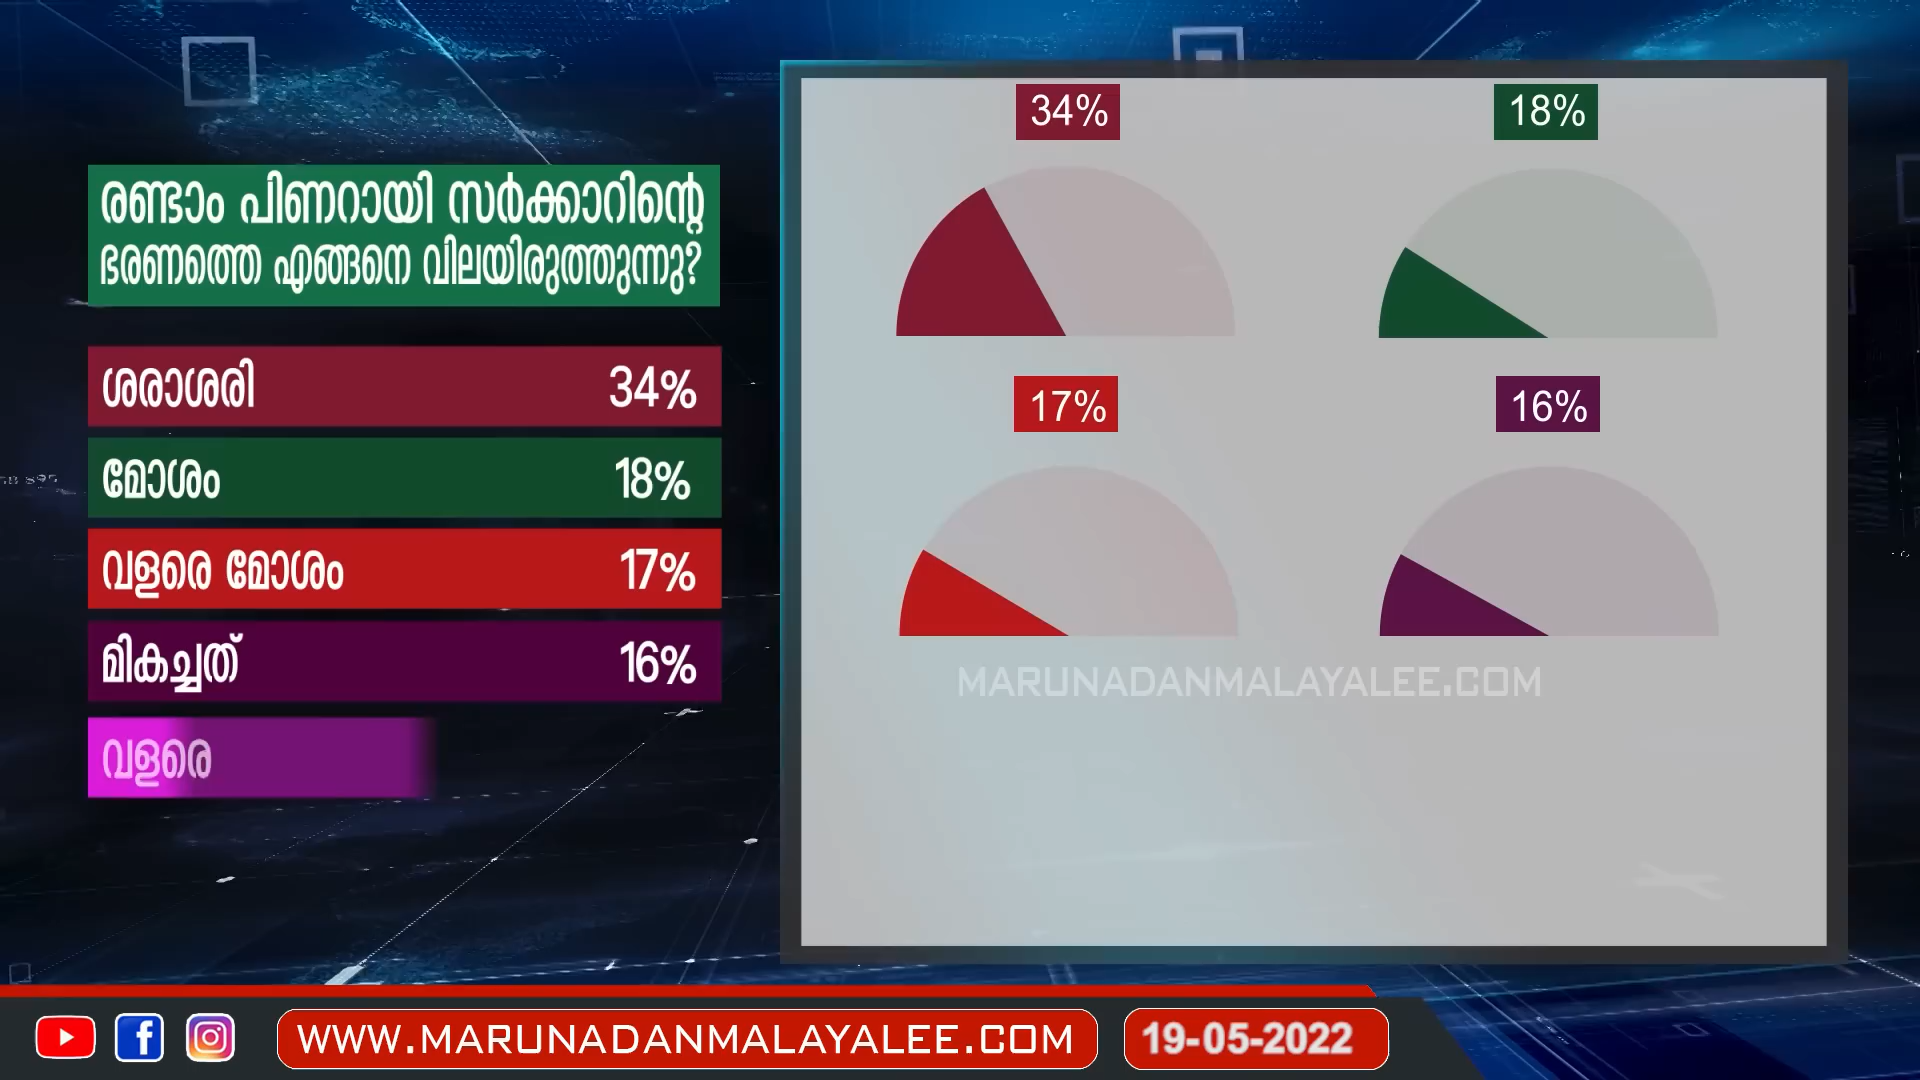 രണ്ടാം പിണറായി സർക്കാറിന്റെ
ഭരണത്തെ എങ്ങനെ വിലയിരുത്തുന്നു?
ശരാശരി 34%
മോശം 18%
വളരെ മോശം 17%
മികച്ചത് 16%
വളരെ
34%
18%
17%
16%
MARUNADANMALAYALEE.COM
WWW.MARUNADANMALAYALEE.COM
19-05-2022